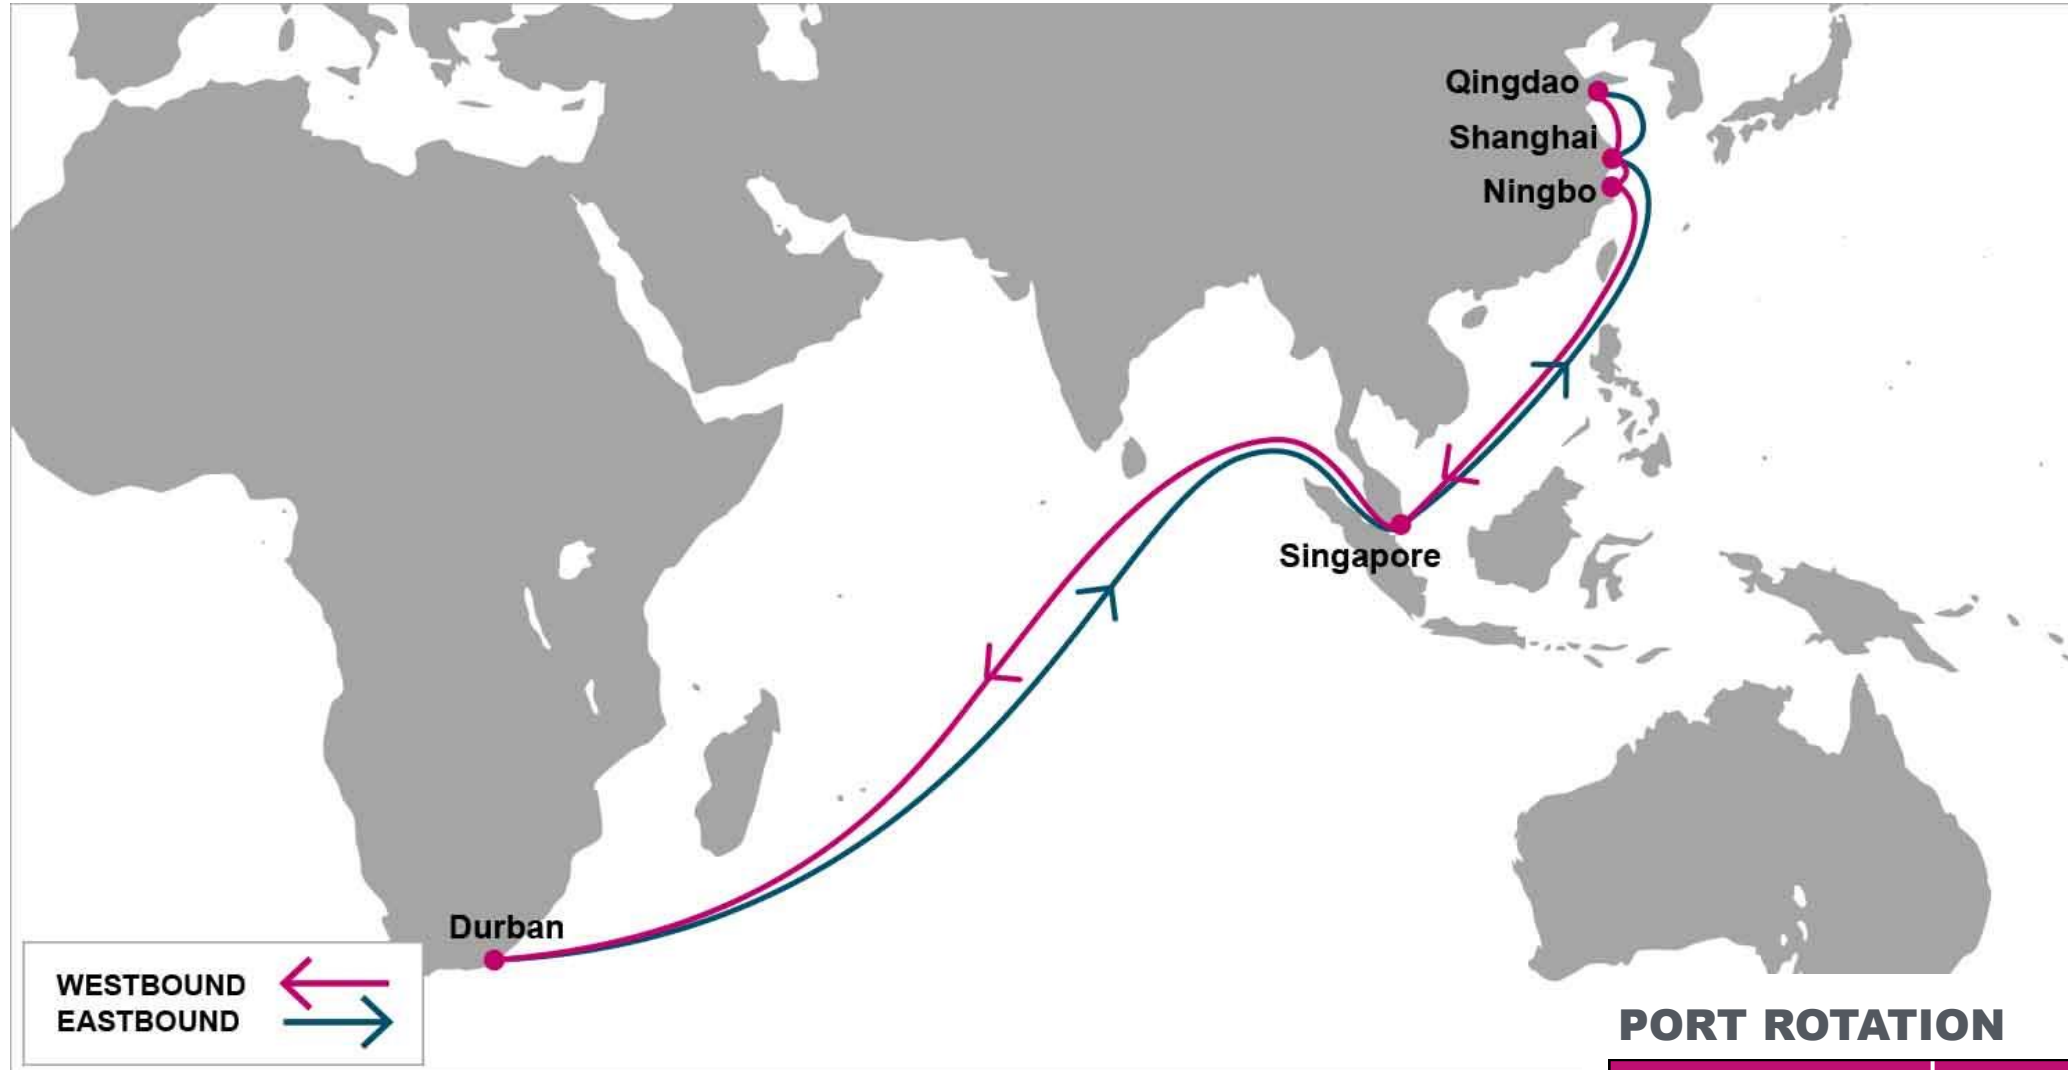 Qingdao
Shanghai
Ningbo
Singapore
Durban
WESTBOUND
EASTBOUND
PORT ROTATION